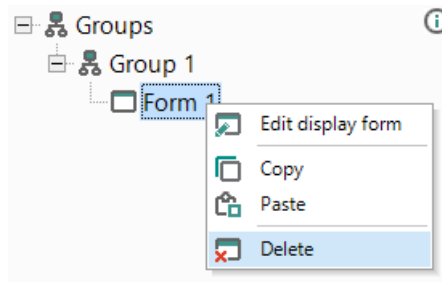 Groups
Group 1
Form 1
Edit display form
Copy
Paste
Delete